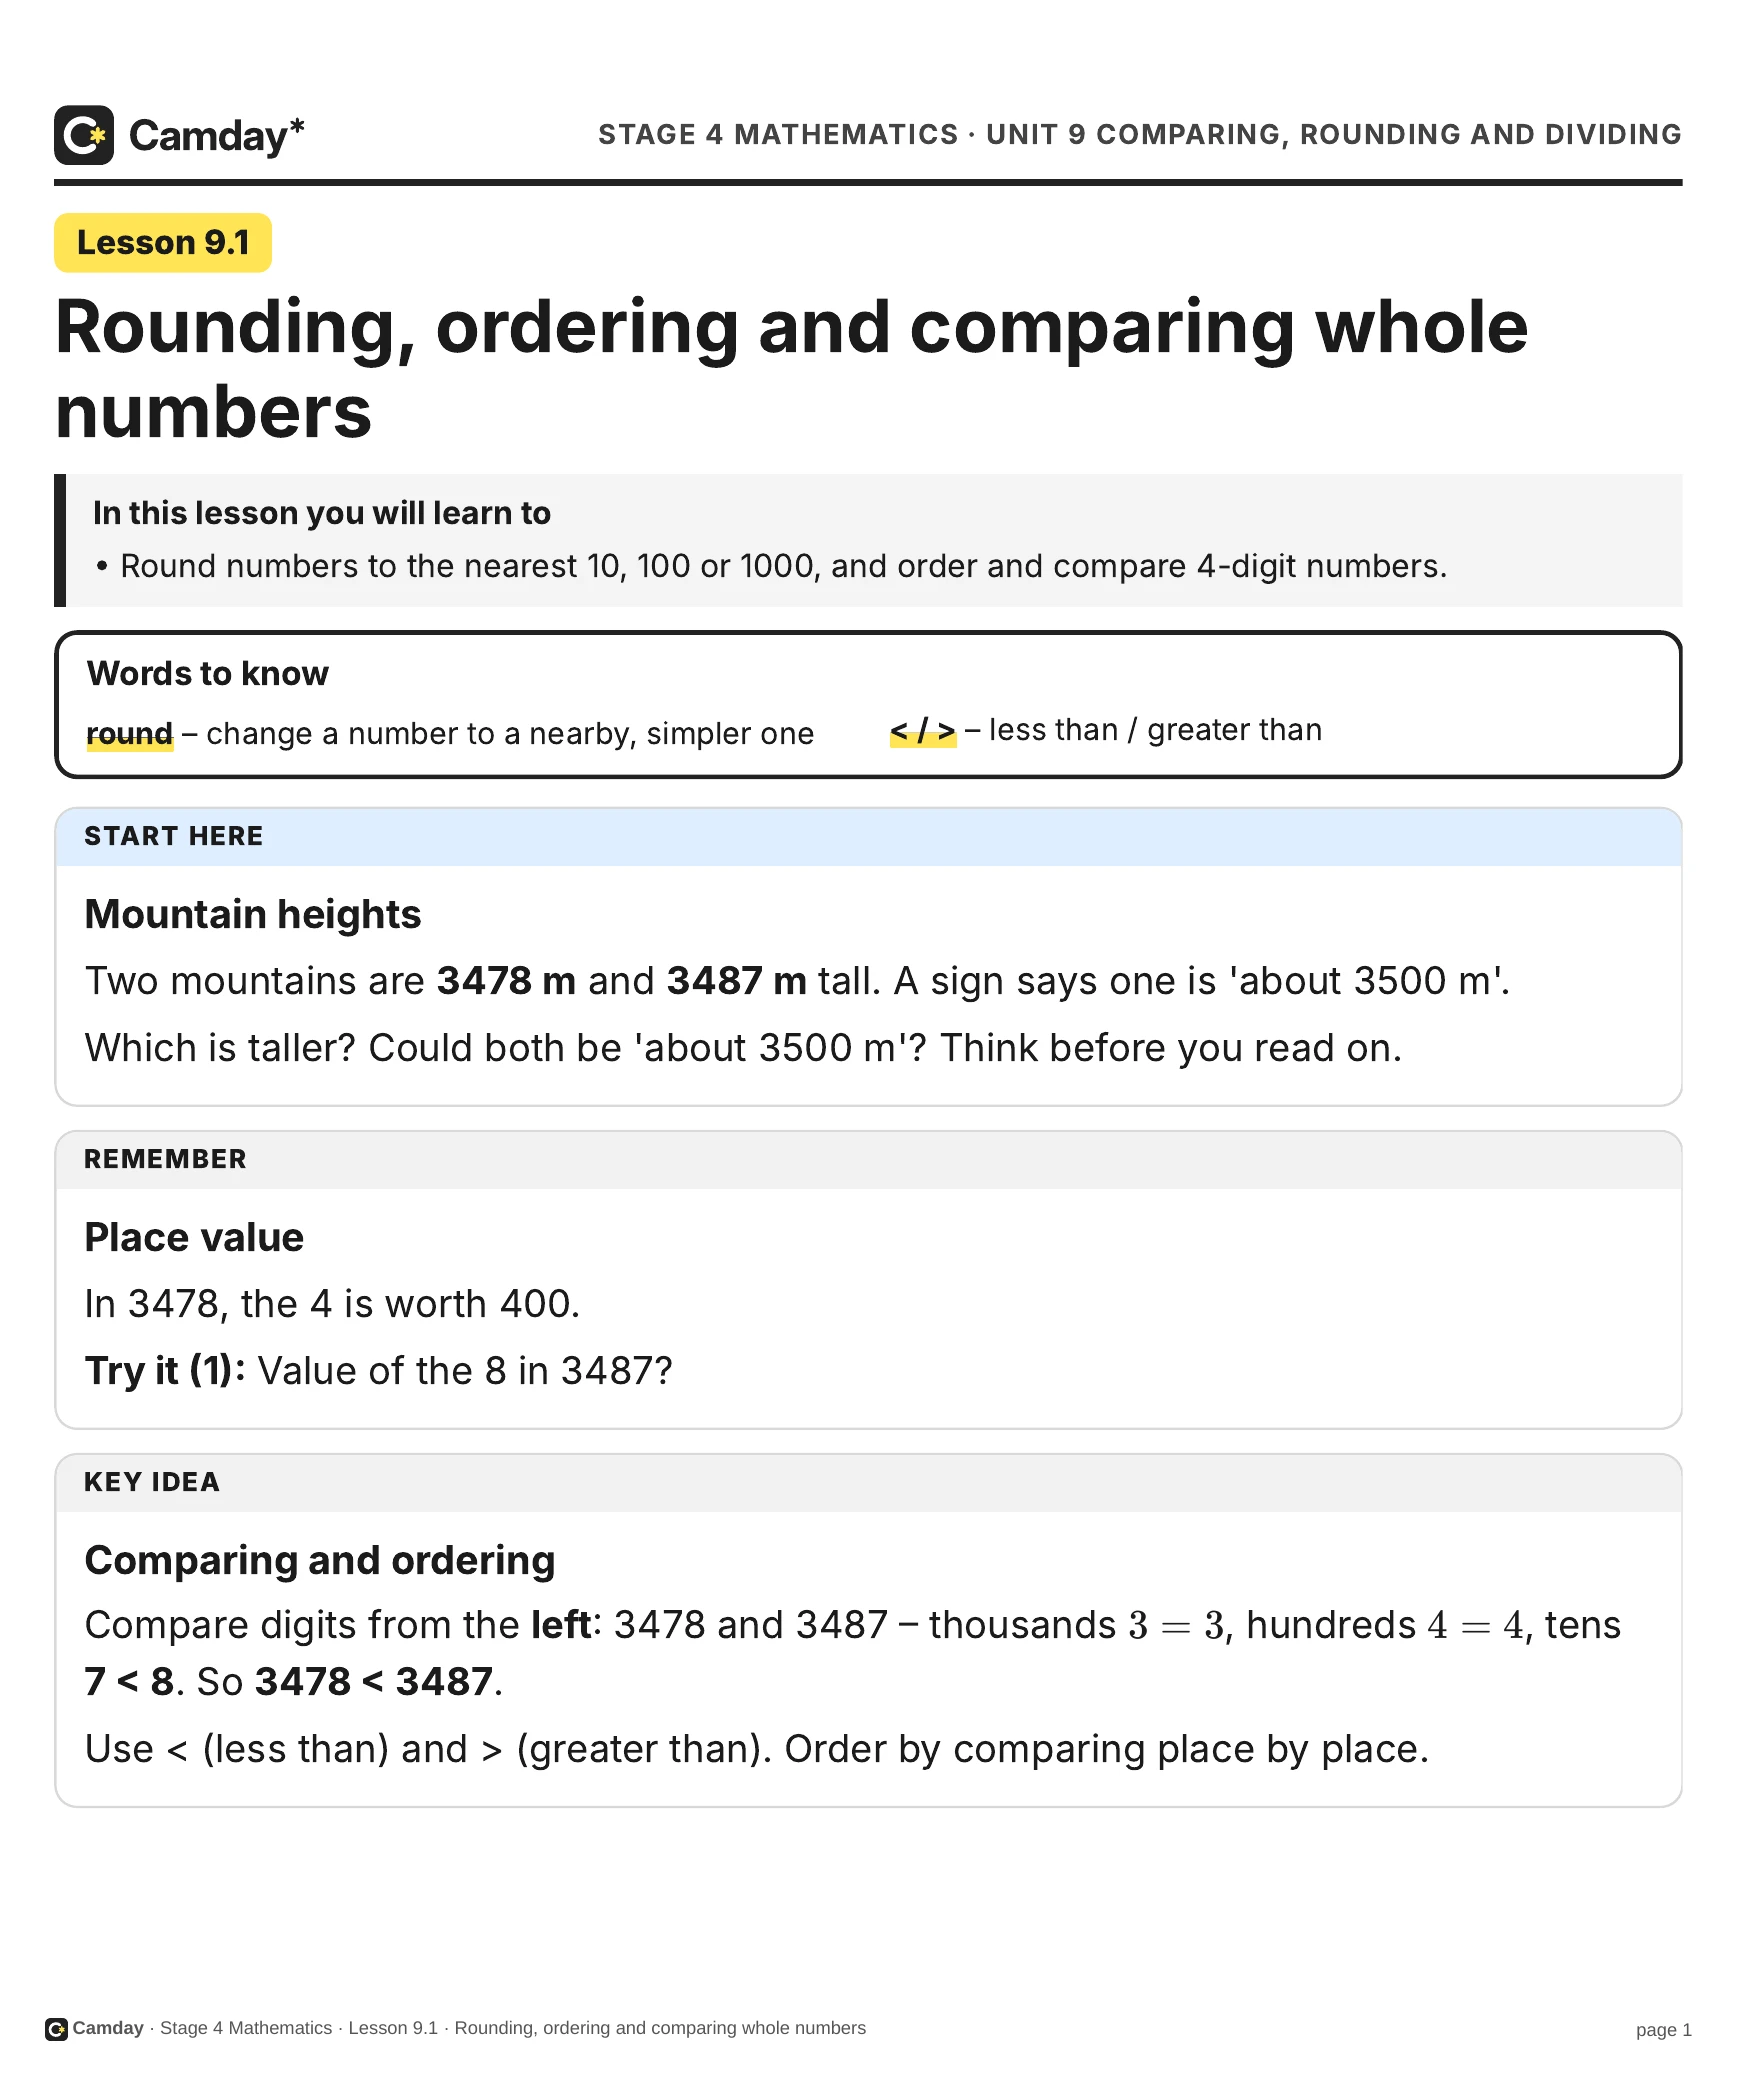 Camday*
STAGE 4 MATHEMATICS · UNIT 9 COMPARING, ROUNDING AND DIVIDING
Lesson 9.1
Rounding, ordering and comparing whole
numbers
In this lesson you will learn to
• Round numbers to the nearest 10, 100 or 1000, and order and compare 4-digit numbers.
Words to know
round – change a number to a nearby, simpler one
< / > – less than / greater than
START HERE
Mountain heights
Two mountains are 3478 m and 3487 m tall. A sign says one is 'about 3500 m'.
Which is taller? Could both be 'about 3500 m'? Think before you read on.
REMEMBER
Place value
In 3478, the 4 is worth 400.
Try it (1): Value of the 8 in 3487?
KEY IDEA
Comparing and ordering
Compare digits from the left: 3478 and 3487 – thousands 3 = 3, hundreds 4 = 4, tens
7 < 8. So 3478 < 3487.
Use < (less than) and > (greater than). Order by comparing place by place.
Camday · Stage 4 Mathematics · Lesson 9.1 · Rounding, ordering and comparing whole numbers
page 1